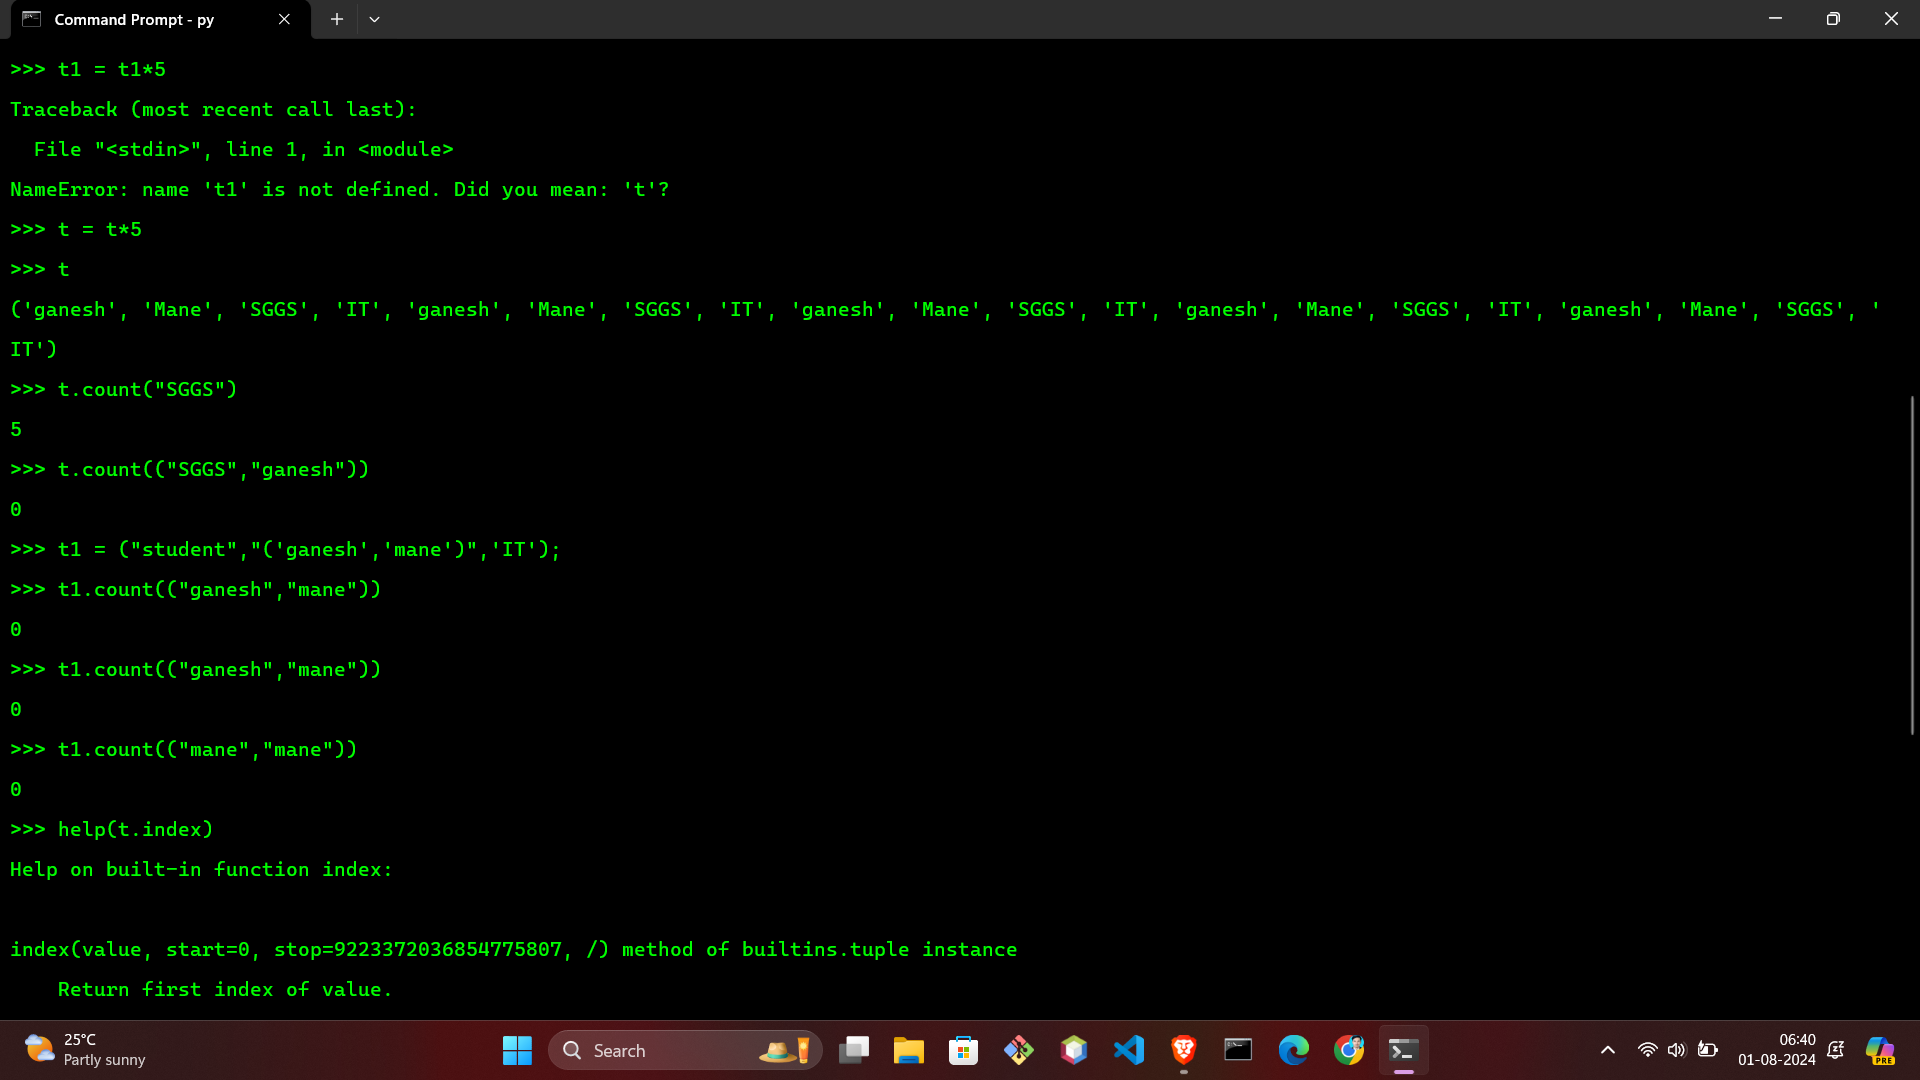 Command Prompt - py
>>> t1 = t1*5
Traceback (most recent call last):
  File "<stdin>", line 1, in <module>
NameError: name 't1' is not defined. Did you mean: 't'?
>>> t = t*5
>>> t
('ganesh', 'Mane', 'SGGS', 'IT', 'ganesh', 'Mane', 'SGGS', 'IT', 'ganesh', 'Mane', 'SGGS', 'IT', 'ganesh', 'Mane', 'SGGS', 'IT', 'ganesh', 'Mane', 'SGGS', '
IT')
>>> t.count("SGGS")
5
>>> t.count(("SGGS","ganesh"))
0
>>> t1 = ("student","('ganesh','mane')",'IT');
>>> t1.count(("ganesh","mane"))
0
>>> t1.count(("ganesh","mane"))
0
>>> t1.count(("mane","mane"))
0
>>> help(t.index)
Help on built-in function index:
index(value, start=0, stop=9223372036854775807, /) method of builtins.tuple instance
    Return first index of value.
25°C
Partly sunny
Search
06:40
01-08-2024
PRE